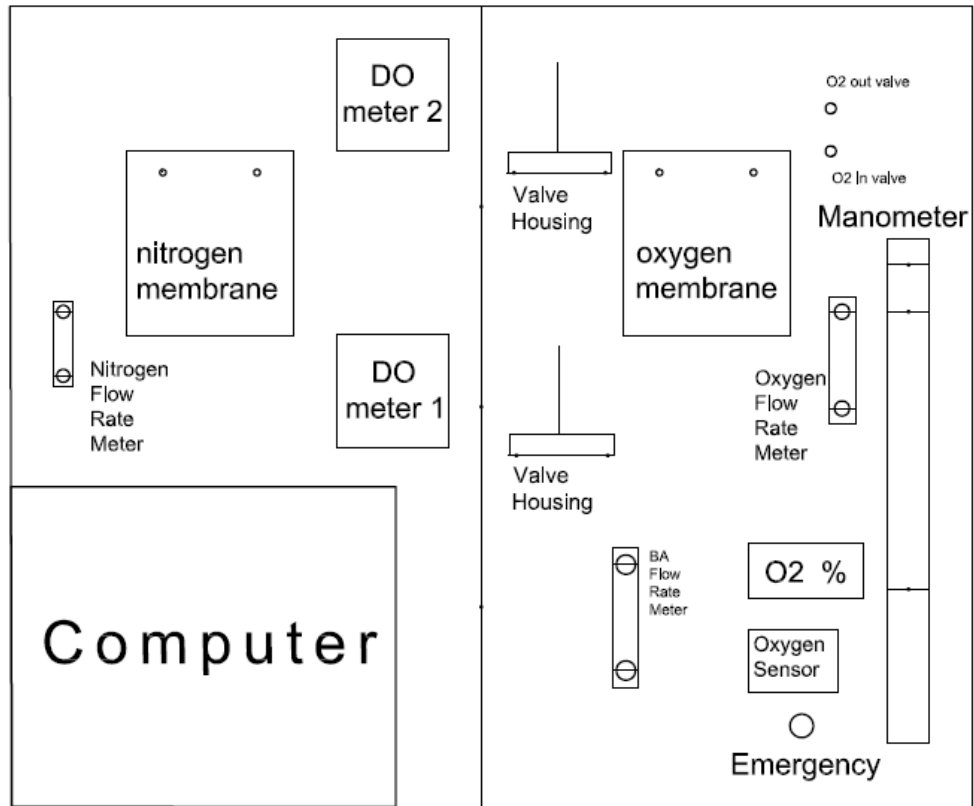 DO
meter 2
O2 out valve
O2 In valve
Valve
Housing
Manometer
nitrogen
membrane
oxygen
membrane
Nitrogen
Flow
Rate
Meter
DO
meter 1
Oxygen
Flow
Rate
Meter
Valve
Housing
BA
Flow
Rate
Meter
O2 %
Computer
Oxygen
Sensor
Emergency